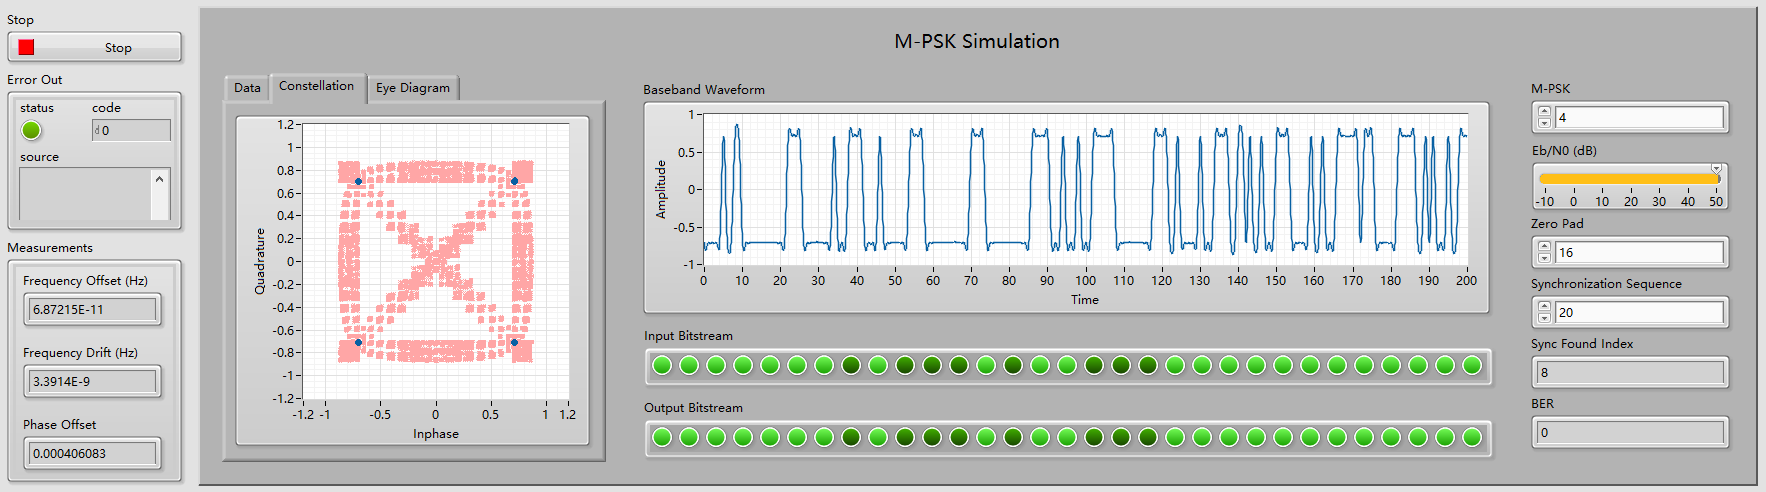 Stop
Stop
Error Out
status code
d 0
source
Measurements
Frequency Offset (Hz)
6.87215E-11
Frequency Drift (Hz)
3.3914E-9
Phase Offset
0.000406083
M-PSK Simulation
Data Constellation Eye Diagram
1.2
1
0.8
0.6
0.4
0.2
0
-0.2
-0.4
-0.6
-0.8
-1
-1.2
Quadrature
-1.2 -1 -0.5 0 0.5 1 1.2
Inphase
Baseband Waveform
1
0.5
0
-0.5
-1
Amplitude
0 10 20 30 40 50 60 70 80 90 100 110 120 130 140 150 160 170 180 190 200
Time
Input Bitstream
Output Bitstream
M-PSK
4
Eb/N0 (dB)
-10 0 10 20 30 40 50
Zero Pad
16
Synchronization Sequence
20
Sync Found Index
8
BER
0